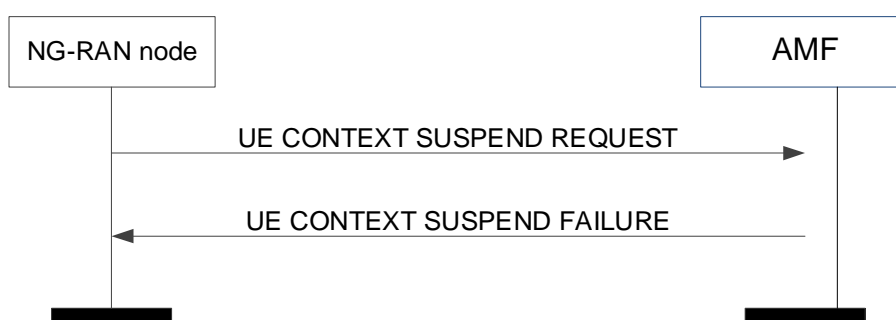 NG-RAN node
AMF
UE CONTEXT SUSPEND REQUEST
UE CONTEXT SUSPEND FAILURE